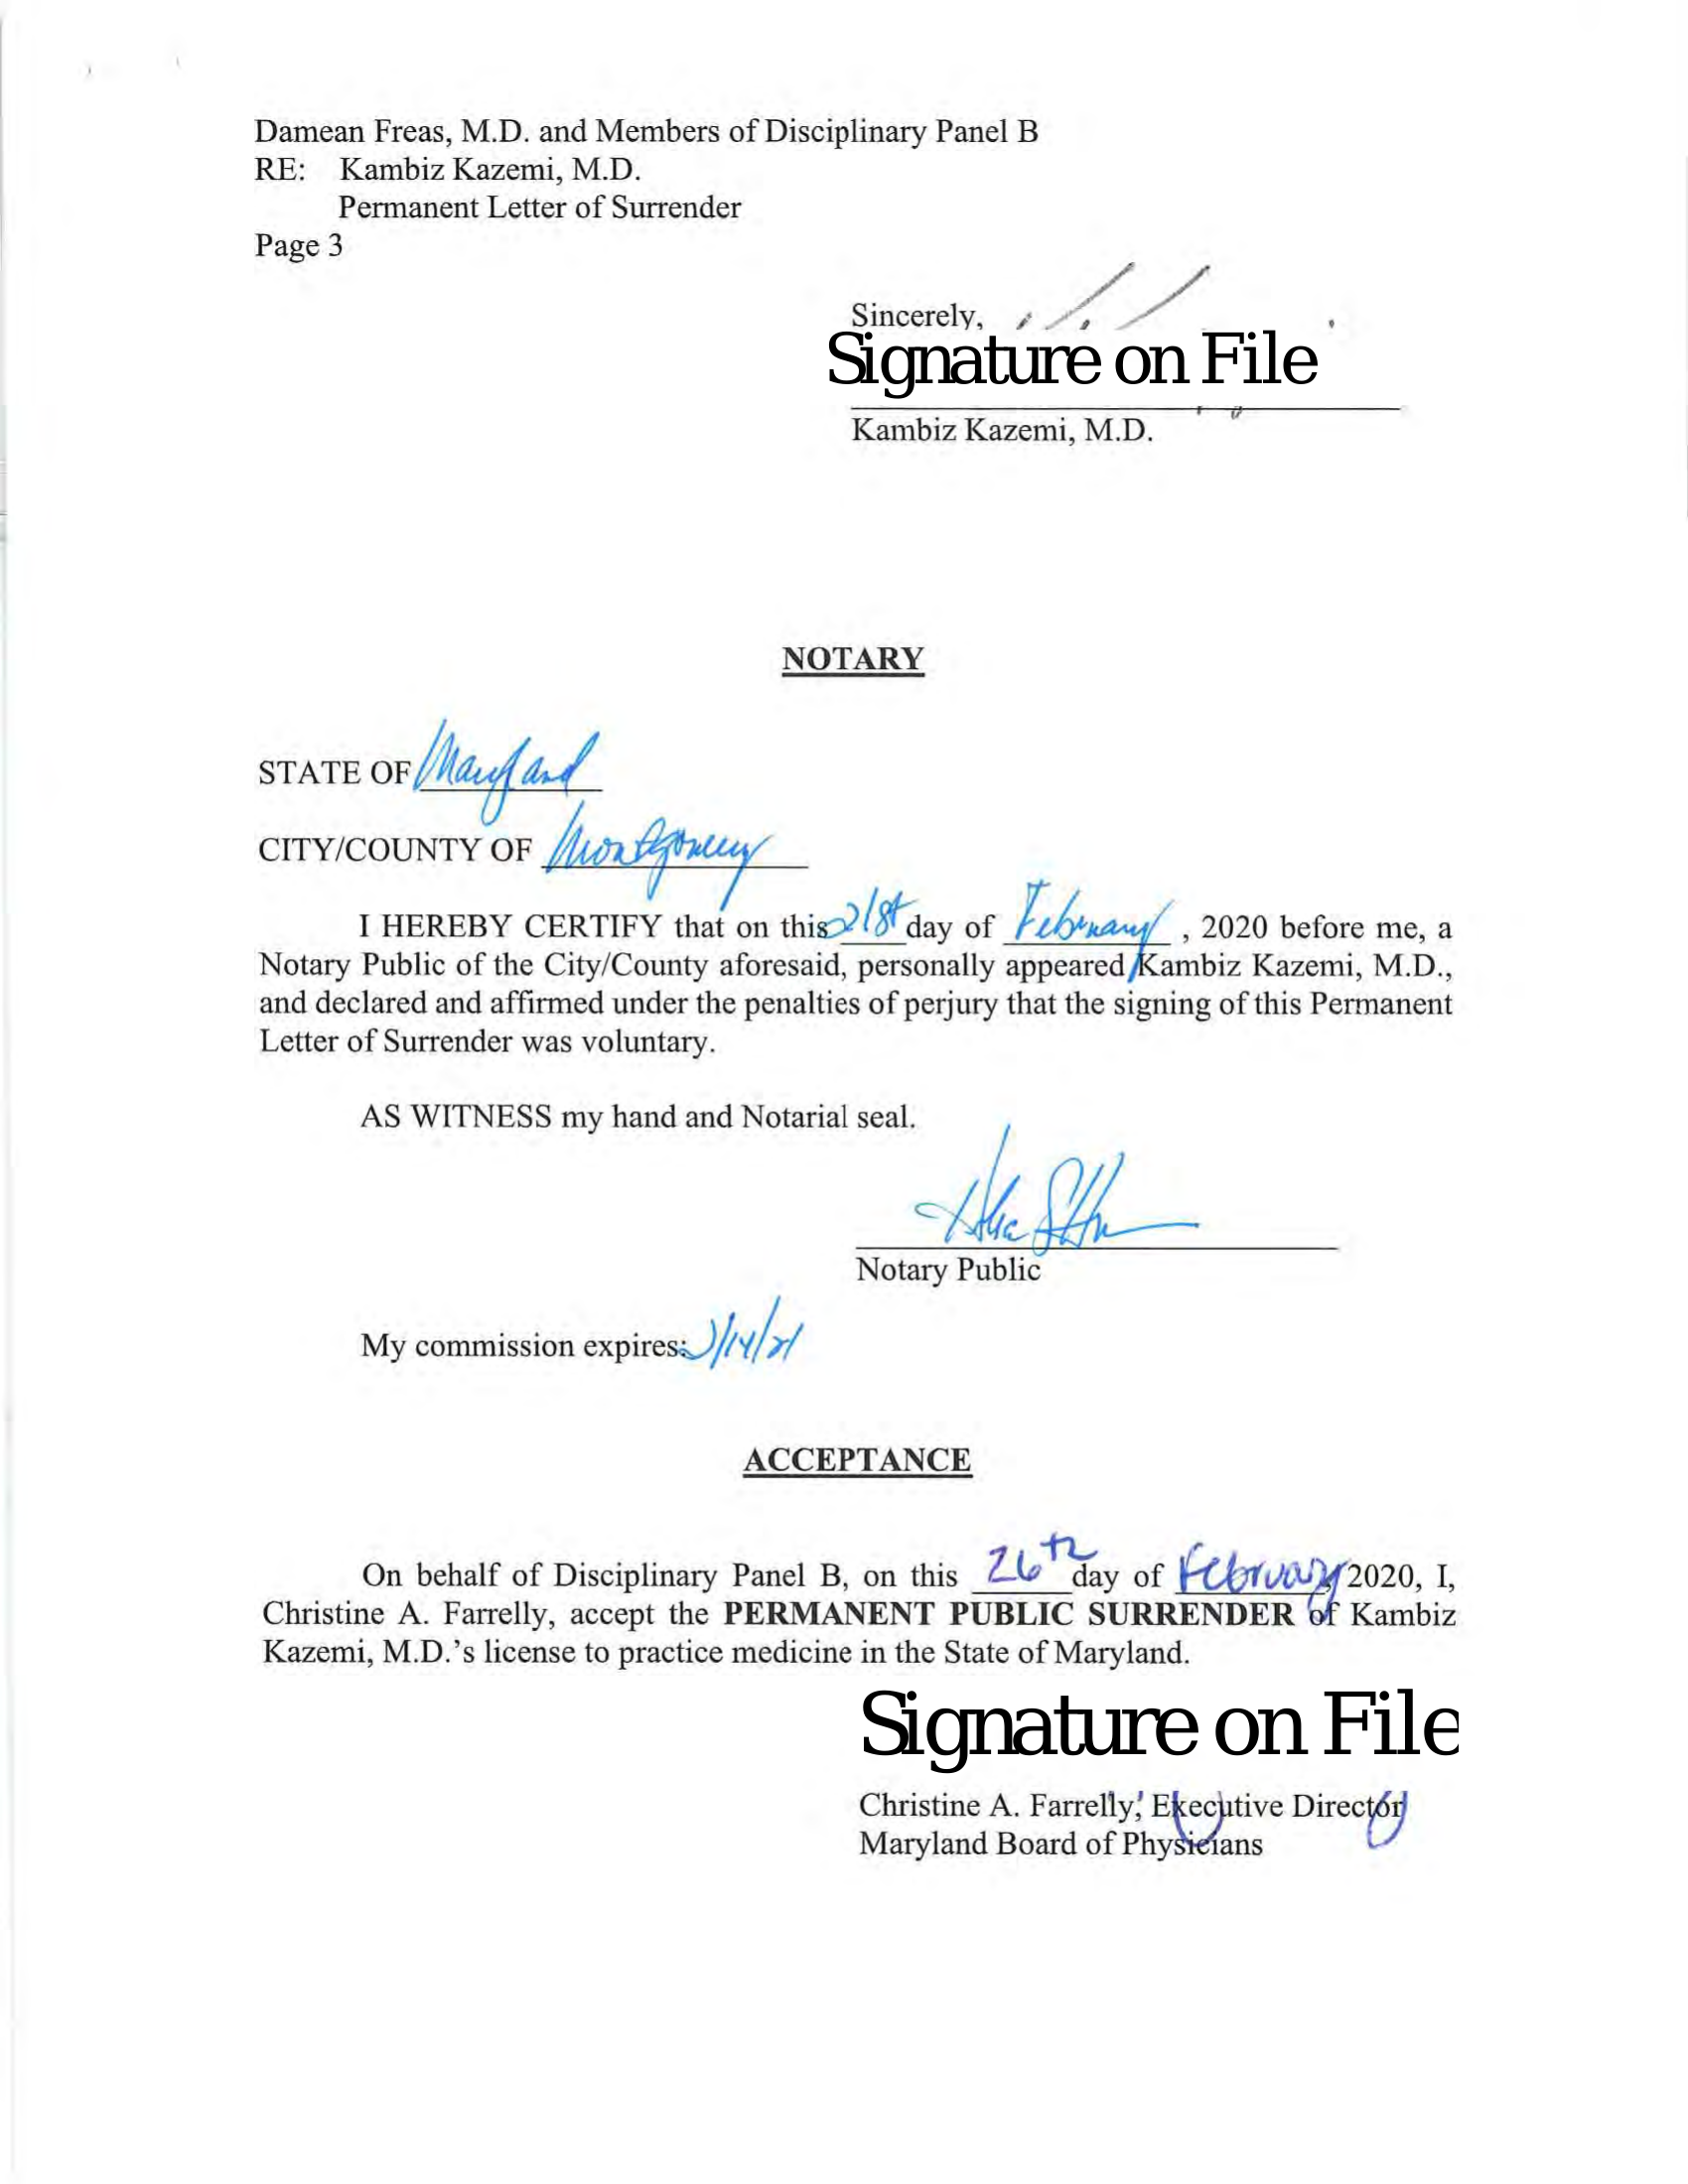 Damean Freas, M.D. and Members of Disciplinary Panel B
RE: Kambiz Kazemi, M.D.
Permanent Letter of Surrender
Page 3
Sincerely,
Signature on File
Kambiz Kazemi, M.D.
NOTARY
STATE OF Maryland
CITY/COUNTY OF Montgomery
I HEREBY CERTIFY that on this 21st day of February, 2020 before me, a
Notary Public of the City/County aforesaid, personally appeared Kambiz Kazemi, M.D.,
and declared and affirmed under the penalties of perjury that the signing of this Permanent
Letter of Surrender was voluntary.
AS WITNESS my hand and Notarial seal.
Notary Public
My commission expires:
ACCEPTANCE
On behalf of Disciplinary Panel B, on this 26th day of February, 2020, I,
Christine A. Farrelly, accept the PERMANENT PUBLIC SURRENDER of Kambiz
Kazemi, M.D.'s license to practice medicine in the State of Maryland.
Signature on File
Christine A. Farrelly, Executive Director
Maryland Board of Physicians